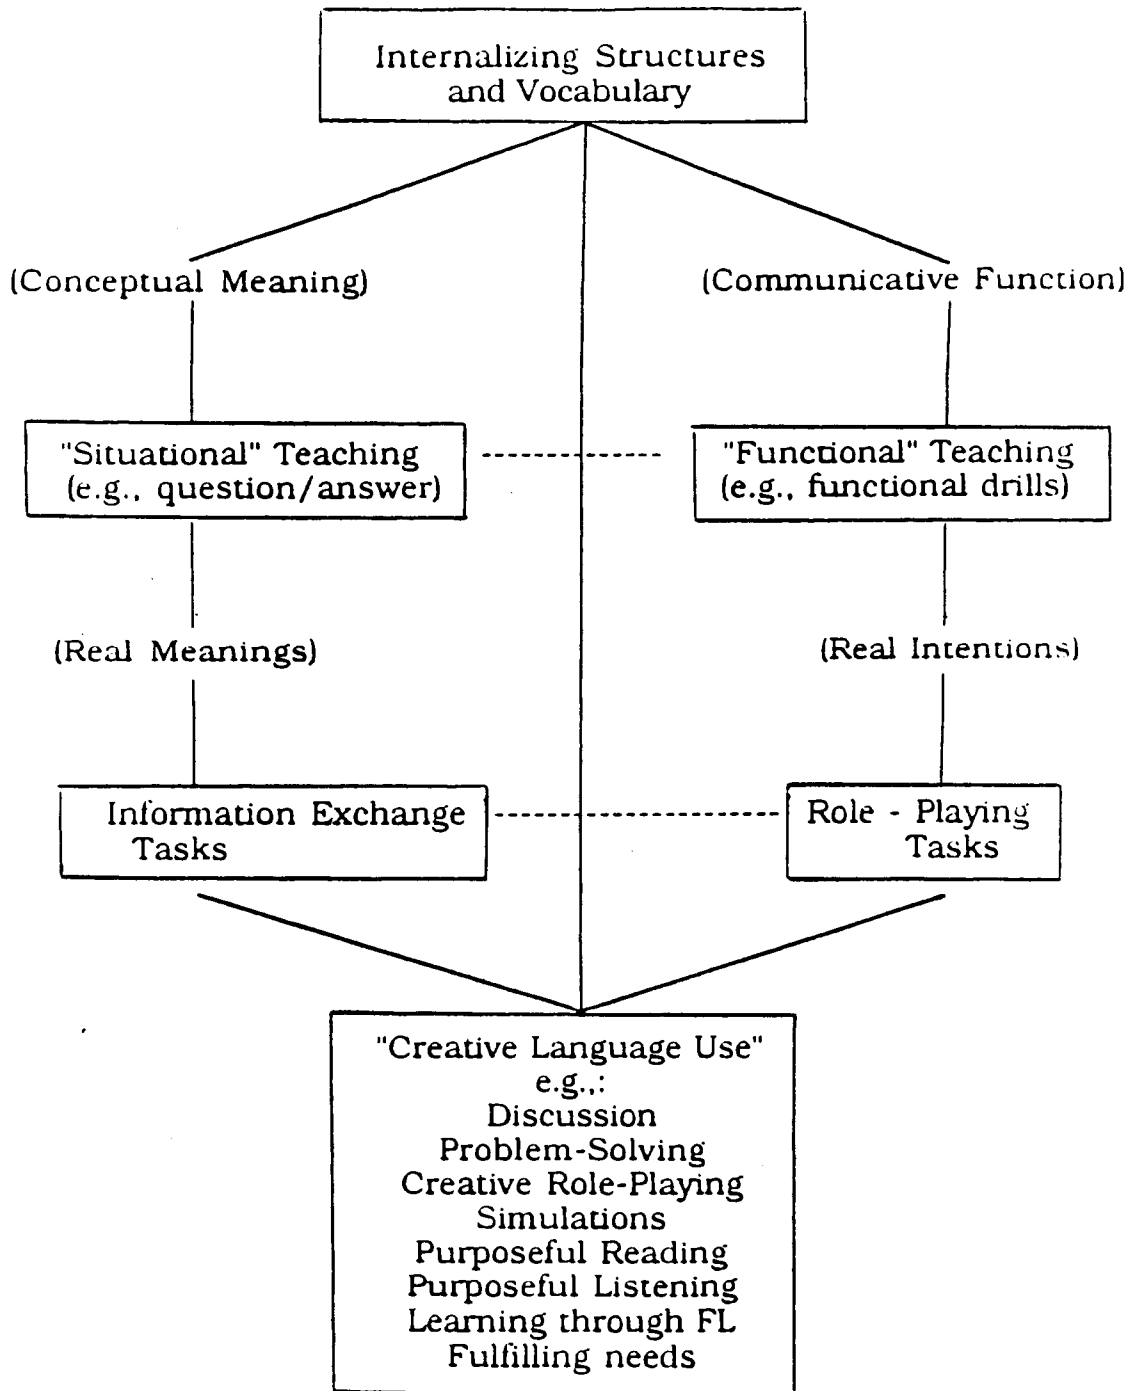 Internalizing Structures
and Vocabulary
(Conceptual Meaning)
(Communicative Function)
"Situational" Teaching
(e.g., question/answer)
"Functional" Teaching
(e.g., functional drills)
(Real Meanings)
(Real Intentions)
Information Exchange
Tasks
Role - Playing
Tasks
"Creative Language Use"
e.g.,:
Discussion
Problem-Solving
Creative Role-Playing
Simulations
Purposeful Reading
Purposeful Listening
Learning through FL
Fulfilling needs